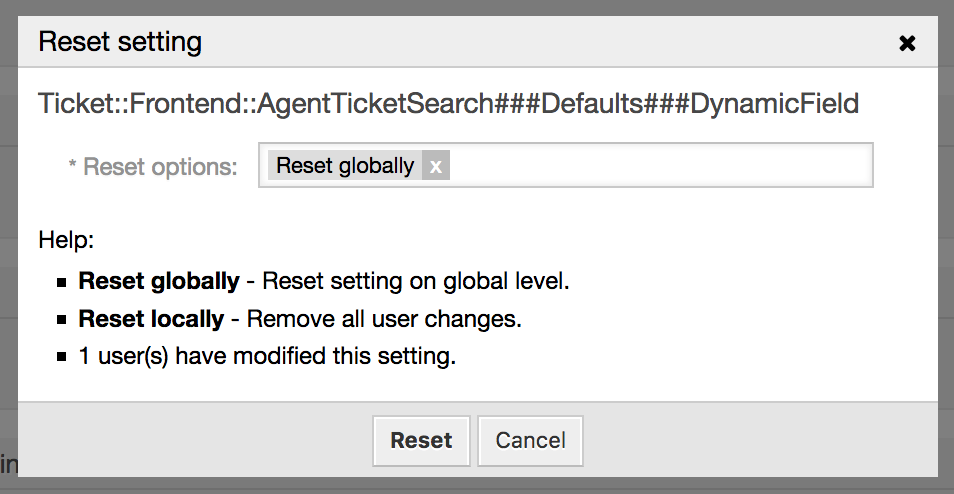 Reset setting ✖
Ticket::Frontend::AgentTicketSearch###Defaults###DynamicField
* Reset options: Reset globally x
Help:
Reset globally - Reset setting on global level.
Reset locally - Remove all user changes.
1 user(s) have modified this setting.
Reset Cancel
in